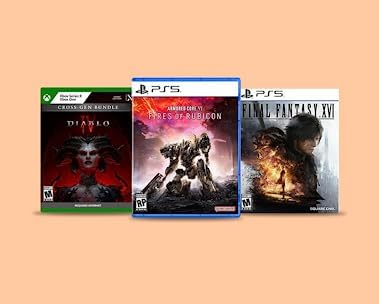 Xbox Series X
Xbox One
CROSS-GEN BUNDLE
DIABLO
IV
M
PS5
ARMORED CORE VI
FIRES OF RUBICON
RP
PS5
FINAL FANTASY XVI
M
SQUARE ENIX